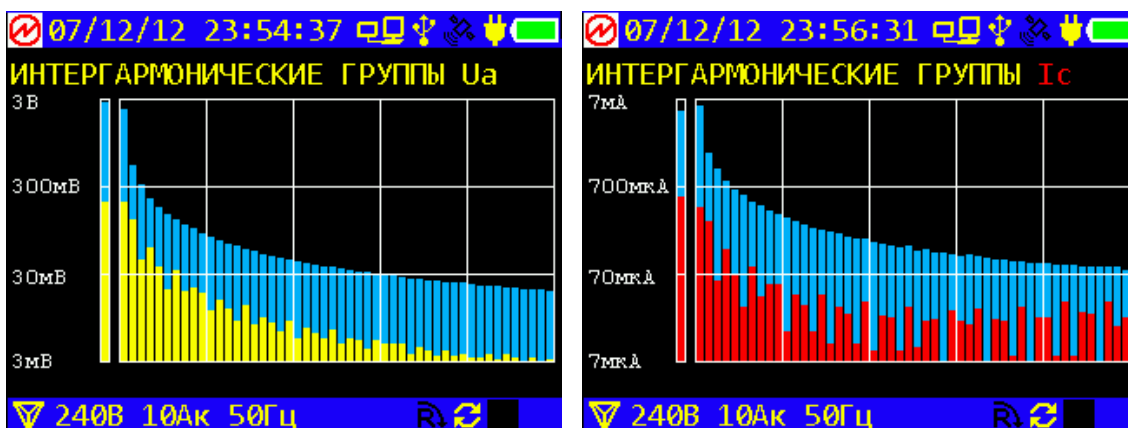 07/12/12 23:54:37
ИНТЕРГАРМОНИЧЕСКИЕ ГРУППЫ Ua
3В
300мВ
30мВ
3мВ
240В 10Ак 50Гц R
07/12/12 23:56:31
ИНТЕРГАРМОНИЧЕСКИЕ ГРУППЫ Ic
7мА
700мкА
70мкА
7мкА
240В 10Ак 50Гц R